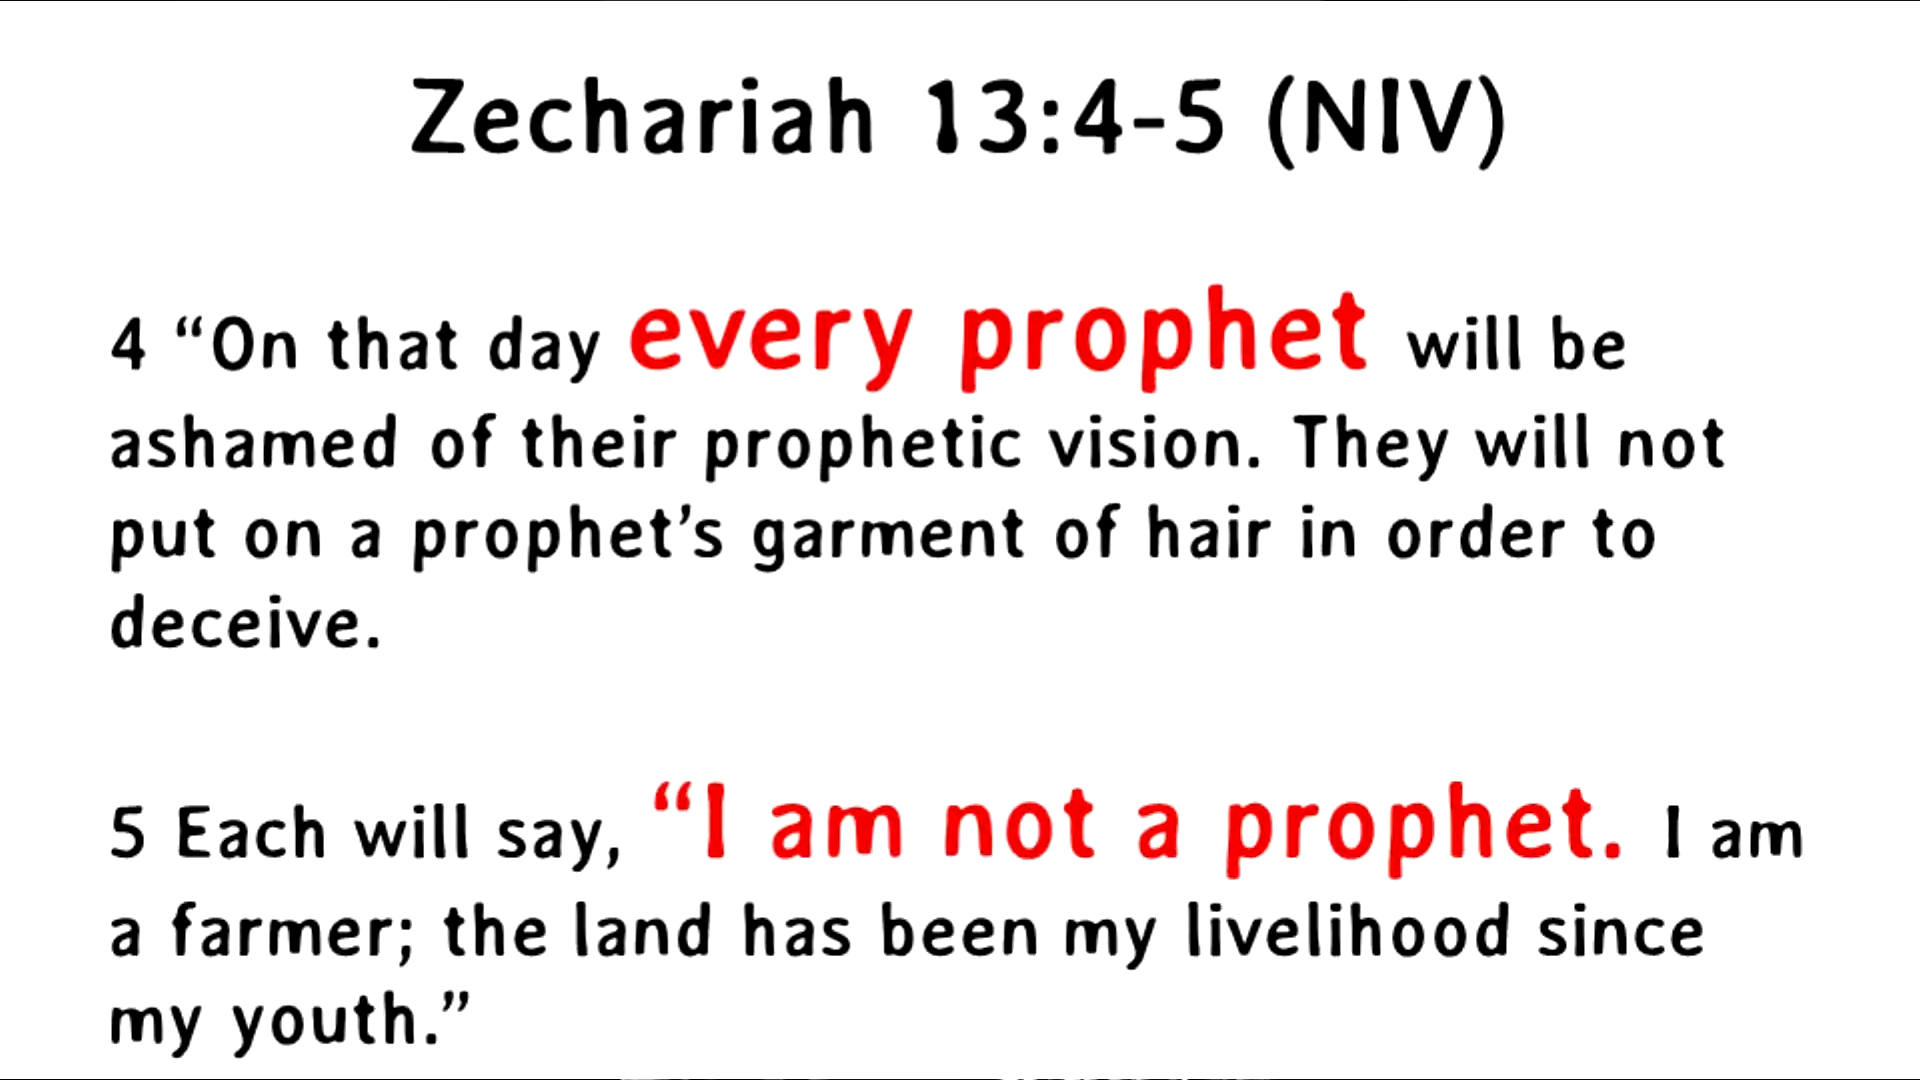 Zechariah 13:4-5 (NIV)
4 “On that day every prophet will be
ashamed of their prophetic vision. They will not
put on a prophet’s garment of hair in order to
deceive.
5 Each will say, “I am not a prophet. I am
a farmer; the land has been my livelihood since
my youth.”